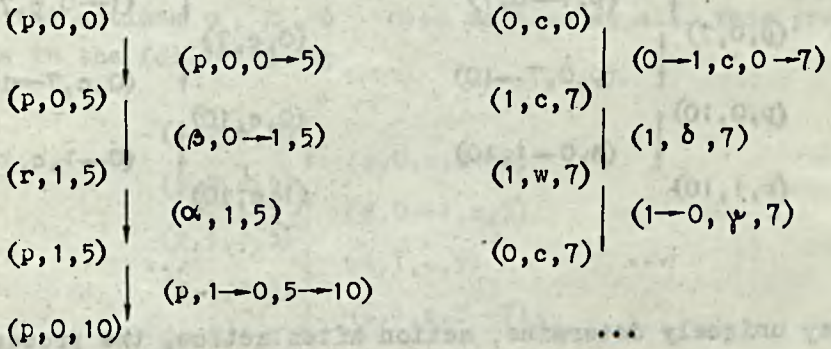 (p,0,0)
(p,0,0→5)
(p,0,5)
(β,0→1,5)
(r,1,5)
(α,1,5)
(p,1,5)
(p,1→0,5→10)
(p,0,10)
(0,c,0)
(0→1,c,0→7)
(1,c,7)
(1,δ,7)
(1,w,7)
(1→0,γ,7)
(0,c,7)
...